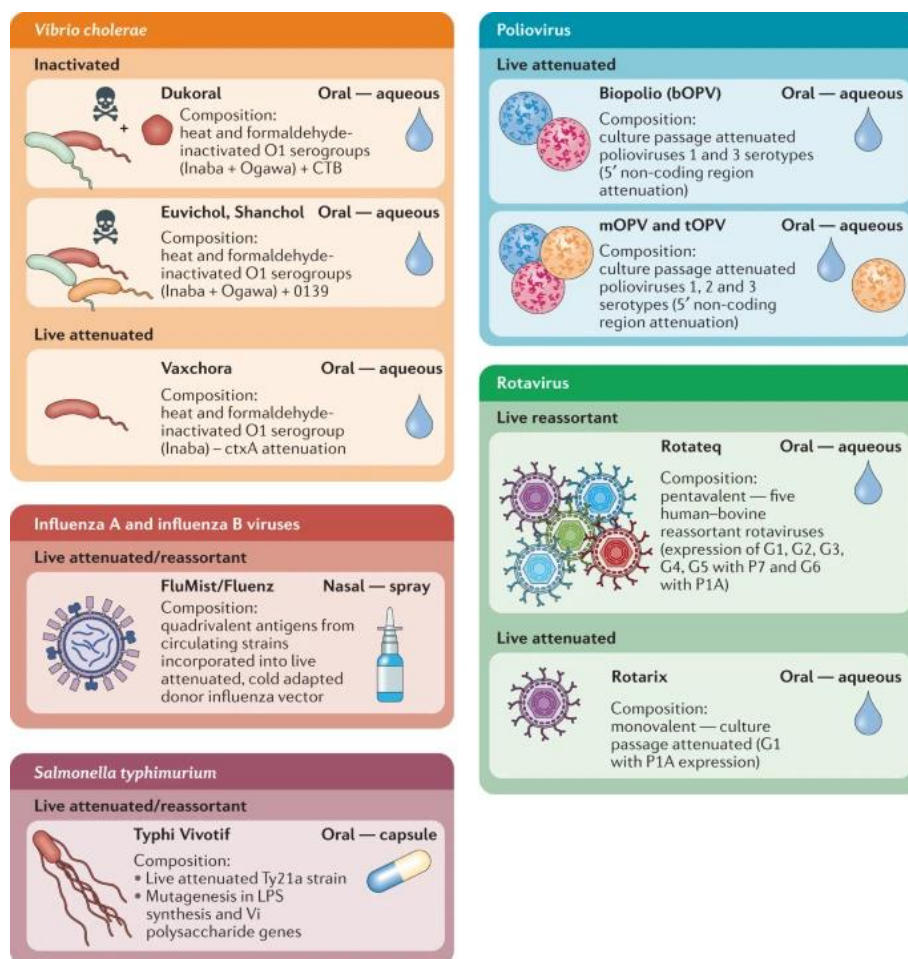 Vibrio cholerae
Inactivated
Dukoral Oral — aqueous
+
Composition:
heat and formaldehyde-
inactivated O1 serogroups
(Inaba + Ogawa) + CTB
Euvichol, Shanchol Oral — aqueous
Composition:
heat and formaldehyde-
inactivated O1 serogroups
(Inaba + Ogawa) + 0139
Live attenuated
Vaxchora Oral — aqueous
Composition:
heat and formaldehyde-
inactivated O1 serogroup
(Inaba) – ctxA attenuation
Influenza A and influenza B viruses
Live attenuated/reassortant
FluMist/Fluenz Nasal — spray
Composition:
quadrivalent antigens from
circulating strains
incorporated into live
attenuated, cold adapted
donor influenza vector
Salmonella typhimurium
Live attenuated/reassortant
Typhi Vivotif Oral — capsule
Composition:
• Live attenuated Ty21a strain
• Mutagenesis in LPS
synthesis and Vi
polysaccharide genes
Poliovirus
Live attenuated
Biopolio (bOPV) Oral — aqueous
Composition:
culture passage attenuated
polioviruses 1 and 3 serotypes
(5′ non-coding region
attenuation)
mOPV and tOPV Oral — aqueous
Composition:
culture passage attenuated
polioviruses 1, 2 and 3
serotypes (5′ non-coding
region attenuation)
Rotavirus
Live reassortant
Rotateq Oral — aqueous
Composition:
pentavalent — five
human–bovine
reassortant rotaviruses
(expression of G1, G2, G3,
G4, G5 with P7 and G6
with P1A)
Live attenuated
Rotarix Oral — aqueous
Composition:
monovalent — culture
passage attenuated (G1
with P1A expression)